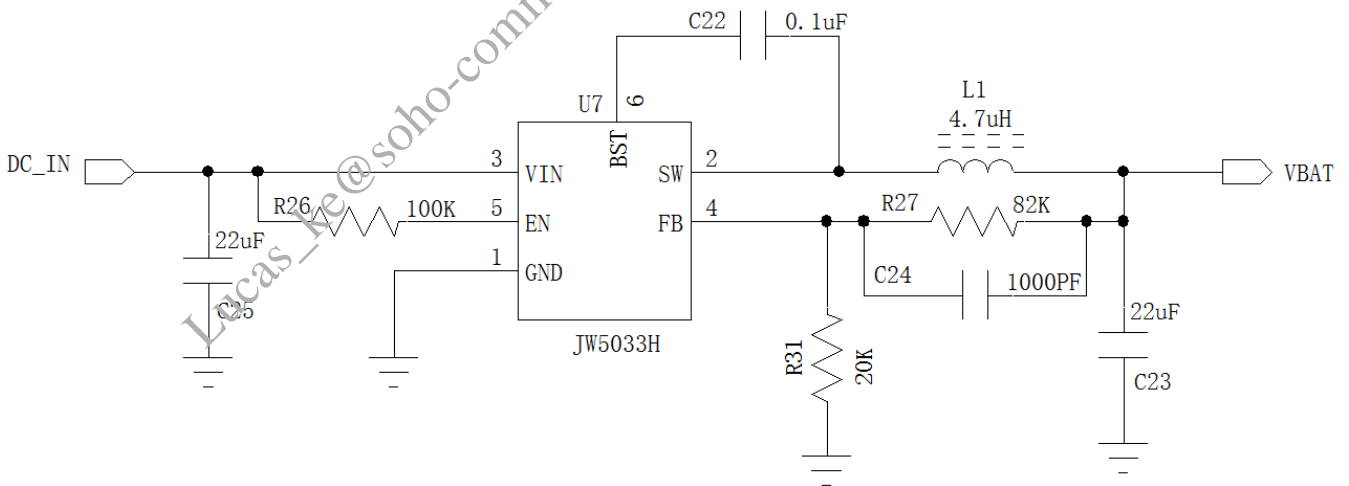 C22 0.1uF
L1
4.7uH
U7 6
BST
DC_IN
3 VIN
SW 2
VBAT
R26 100K
5 EN
FB 4
R27 82K
22uF
C25
1 GND
C24 1000PF
JW5033H
R31 20K
22uF
C23
Lucas_ke@soho-comm